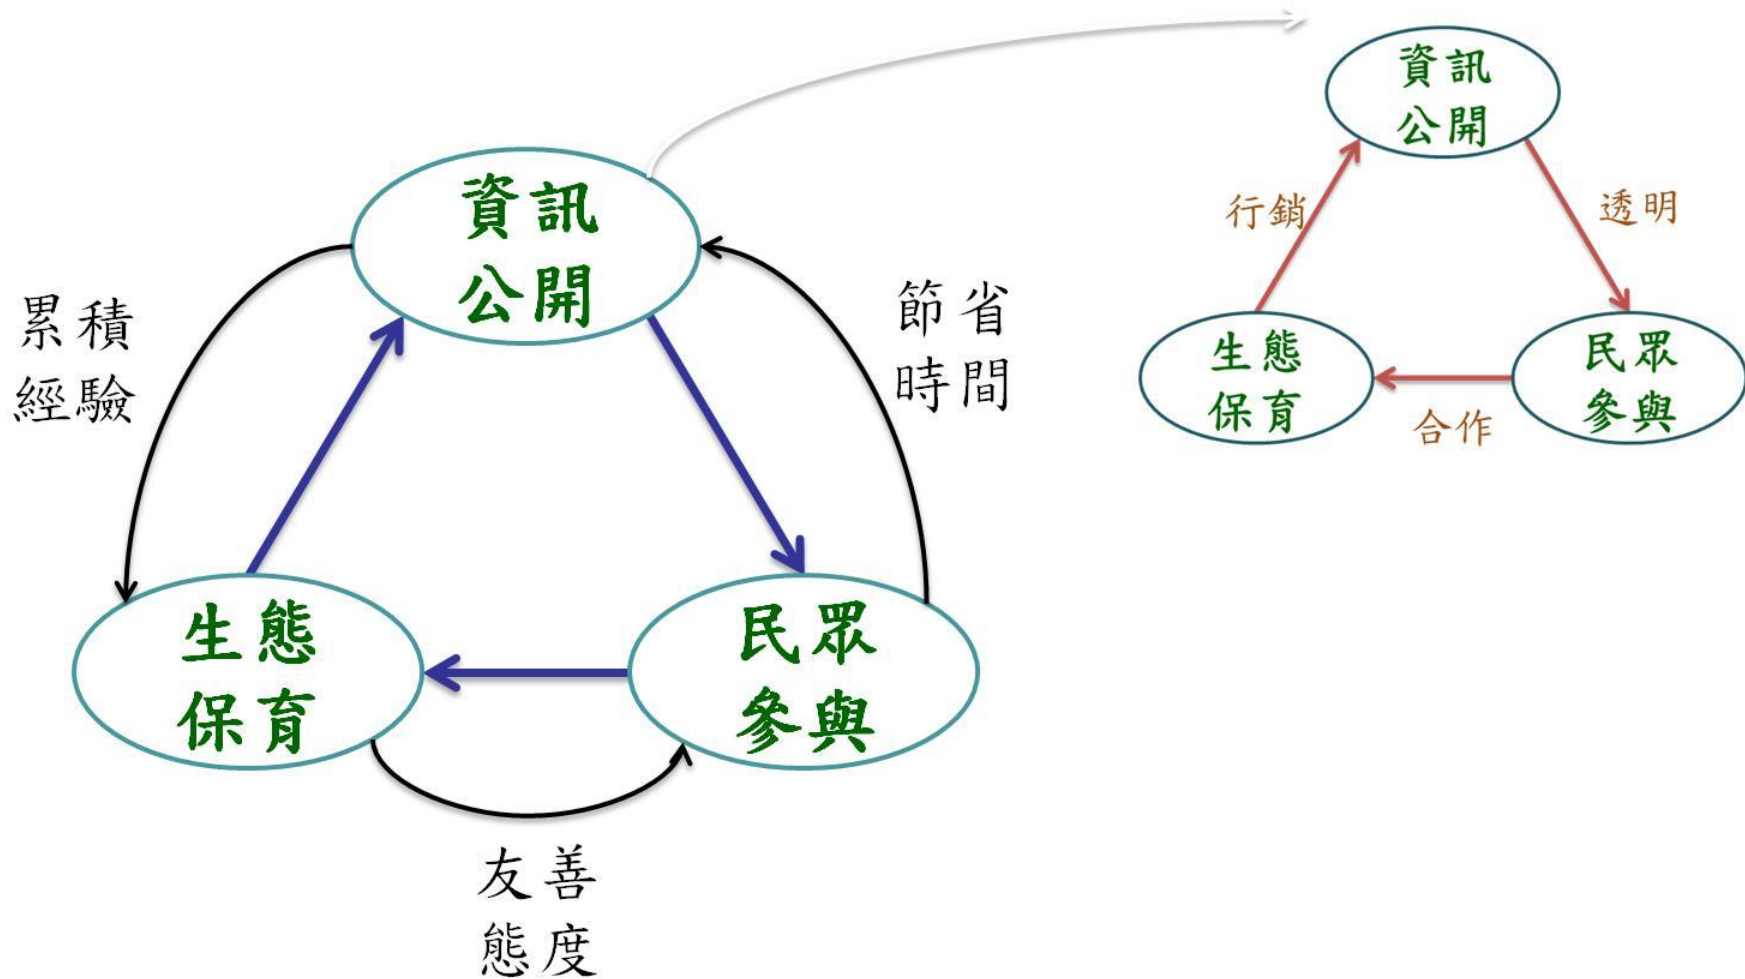 資訊
公開
累積
經驗
節省
時間
生態
保育
民眾
參與
友善
態度
資訊
公開
行銷
透明
生態
保育
民眾
參與
合作